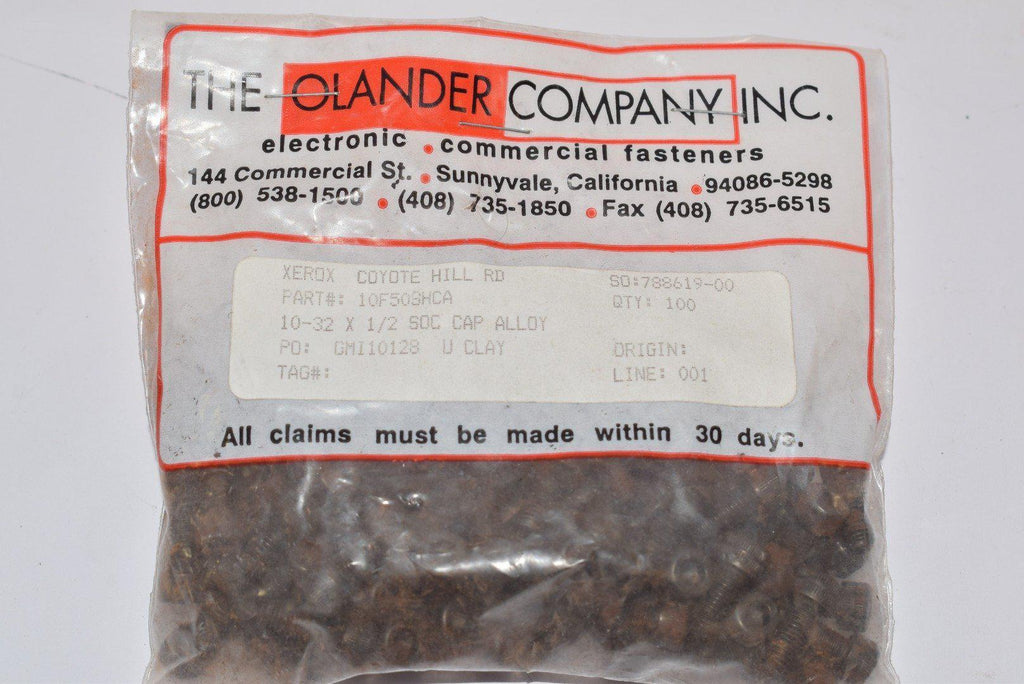 THE OLANDER COMPANY INC.
electronic • commercial fasteners
144 Commercial St. • Sunnyvale, California • 94086-5298
(800) 538-1500 • (408) 735-1850 • Fax (408) 735-6515
XEROX COYOTE HILL RD SO:788619-00
PART#: 10F50SHCA QTY: 100
10-32 X 1/2 SOC CAP ALLOY
PO: GMI10128 U CLAY ORIGIN:
TAG#: LINE: 001
All claims must be made within 30 days.